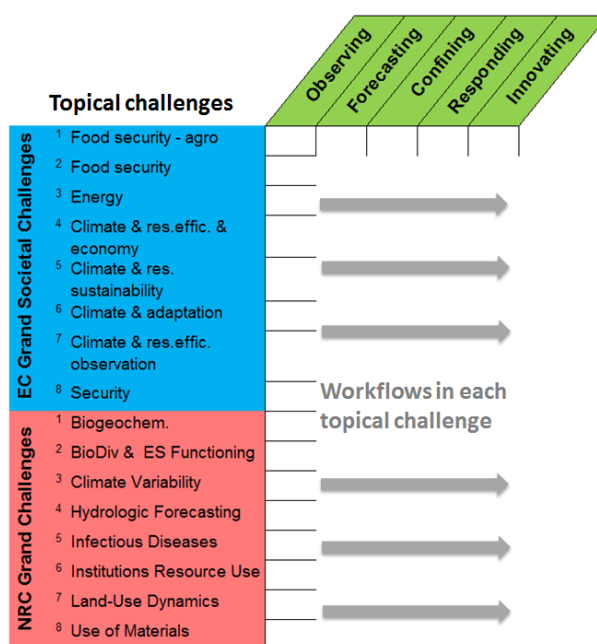 Observing
Forecasting
Confining
Responding
Innovating
Topical challenges
EC Grand Societal Challenges
1 Food security - agro
2 Food security
3 Energy
4 Climate & res.effic. &
economy
5 Climate & res.
sustainability
6 Climate & adaptation
7 Climate & res.effic.
observation
8 Security
Workflows in each
topical challenge
NRC Grand Challenges
1 Biogeochem.
2 BioDiv & ES Functioning
3 Climate Variability
4 Hydrologic Forecasting
5 Infectious Diseases
6 Institutions Resource Use
7 Land-Use Dynamics
8 Use of Materials